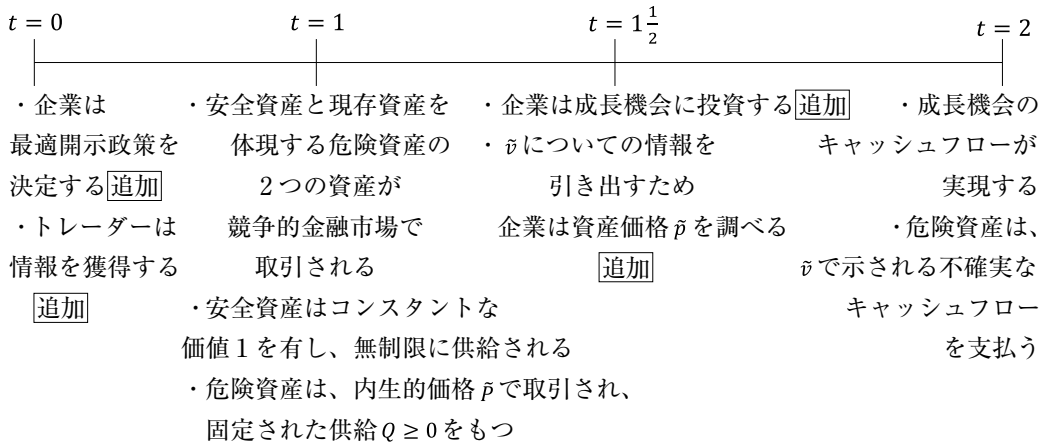 t = 0
t = 1
t = 1 1/2
t = 2
・企業は
最適開示政策を
決定する追加
・トレーダーは
情報を獲得する
追加
・安全資産と現存資産を
体現する危険資産の
２つの資産が
競争的金融市場で
取引される
・安全資産はコンスタントな
価値１を有し、無制限に供給される
・危険資産は、内生的価格 p̃ で取引され、
固定された供給 Q ≥ 0 をもつ
・企業は成長機会に投資する追加
・ṽについての情報を
引き出すため
企業は資産価格 p̃ を調べる
追加
・成長機会の
キャッシュフローが
実現する
・危険資産は、
ṽで示される不確実な
キャッシュフロー
を支払う